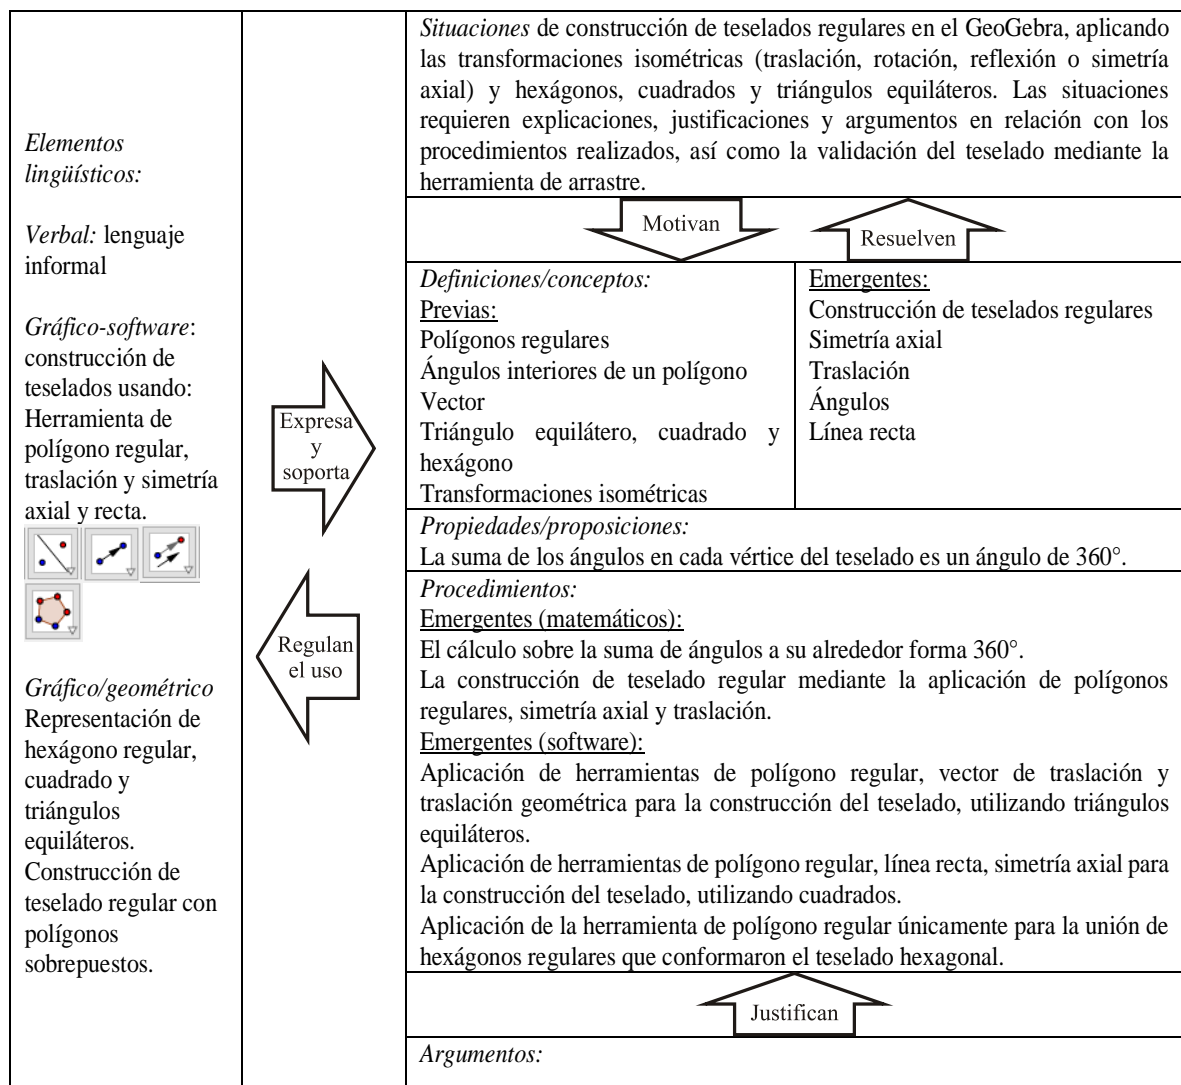 Elementos
lingüísticos:
Verbal: lenguaje
informal
Gráfico-software:
construcción de
teselados usando:
Herramienta de
polígono regular,
traslación y simetría
axial y recta.
Gráfico/geométrico
Representación de
hexágono regular,
cuadrado y
triángulos
equiláteros.
Construcción de
teselado regular con
polígonos
sobrepuestos.
Expresa
y
soporta
Regulan
el uso
Situaciones de construcción de teselados regulares en el GeoGebra, aplicando
las transformaciones isométricas (traslación, rotación, reflexión o simetría
axial) y hexágonos, cuadrados y triángulos equiláteros. Las situaciones
requieren explicaciones, justificaciones y argumentos en relación con los
procedimientos realizados, así como la validación del teselado mediante la
herramienta de arrastre.
Motivan
Resuelven
Definiciones/conceptos:
Previas:
Polígonos regulares
Ángulos interiores de un polígono
Vector
Triángulo equilátero, cuadrado y
hexágono
Transformaciones isométricas
Emergentes:
Construcción de teselados regulares
Simetría axial
Traslación
Ángulos
Línea recta
Propiedades/proposiciones:
La suma de los ángulos en cada vértice del teselado es un ángulo de 360°.
Procedimientos:
Emergentes (matemáticos):
El cálculo sobre la suma de ángulos a su alrededor forma 360°.
La construcción de teselado regular mediante la aplicación de polígonos
regulares, simetría axial y traslación.
Emergentes (software):
Aplicación de herramientas de polígono regular, vector de traslación y
traslación geométrica para la construcción del teselado, utilizando triángulos
equiláteros.
Aplicación de herramientas de polígono regular, línea recta, simetría axial para
la construcción del teselado, utilizando cuadrados.
Aplicación de la herramienta de polígono regular únicamente para la unión de
hexágonos regulares que conformaron el teselado hexagonal.
Justifican
Argumentos: